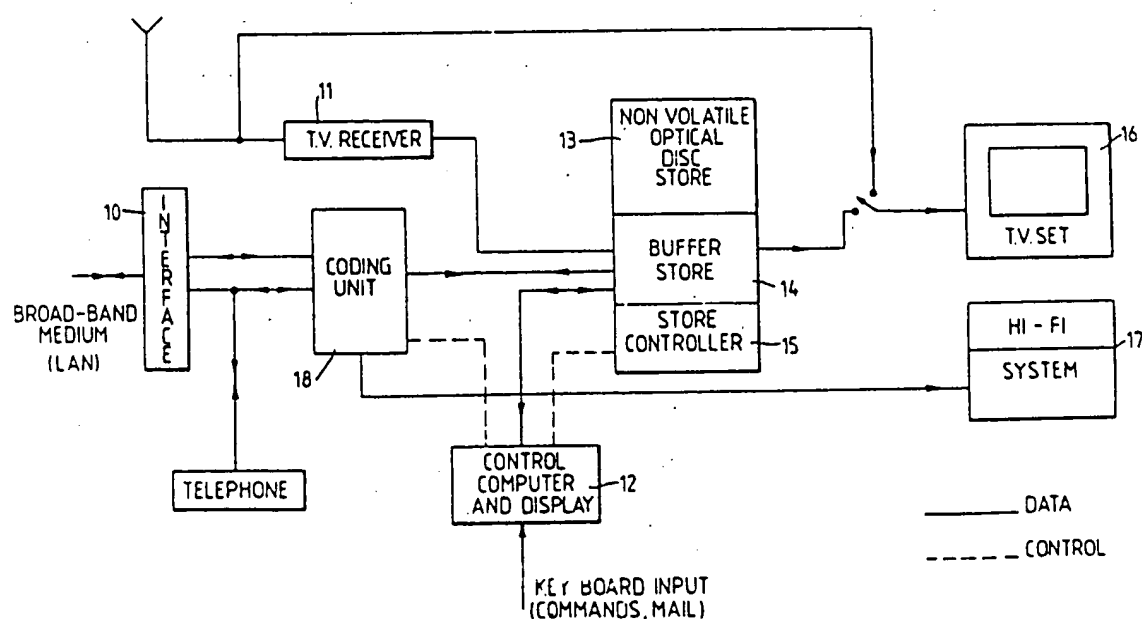 11
T.V. RECEIVER
13
NON VOLATILE
OPTICAL
DISC
STORE
16
T.V. SET
10
INTERFACE
CODING
UNIT
18
BUFFER
STORE
14
STORE
CONTROLLER
15
BROAD-BAND
MEDIUM
(LAN)
HI - FI
SYSTEM
17
TELEPHONE
CONTROL
COMPUTER
AND DISPLAY
12
KEY BOARD INPUT
(COMMANDS, MAIL)
DATA
CONTROL